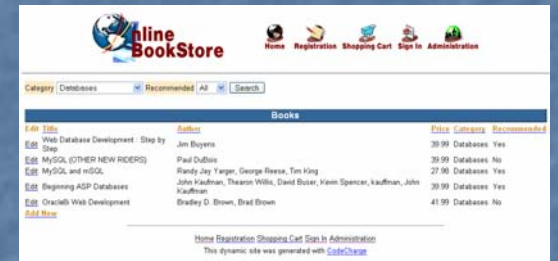 Online
BookStore
Home Registration Shopping Cart Sign In Administration
Category Databases Recommended All Search
Books
Edit Title Author Price Category Recommended
Edit Web Database Development : Step by Step Jim Buyens 39.99 Databases Yes
Edit MySQL (OTHER NEW RIDERS) Paul DuBois 39.99 Databases No
Edit MySQL and mSQL Randy Jay Yarger, George Reese, Tim King 27.96 Databases Yes
Edit Beginning ASP Databases John Kaufman, Thearon Willis, David Buser, Kevin Spencer, kauffman, John Kauffman 39.99 Databases Yes
Edit Oracle8i Web Development Bradley D. Brown, Brad Brown 41.99 Databases No
Add New
Home Registration Shopping Cart Sign In Administration
This dynamic site was generated with CodeCharge